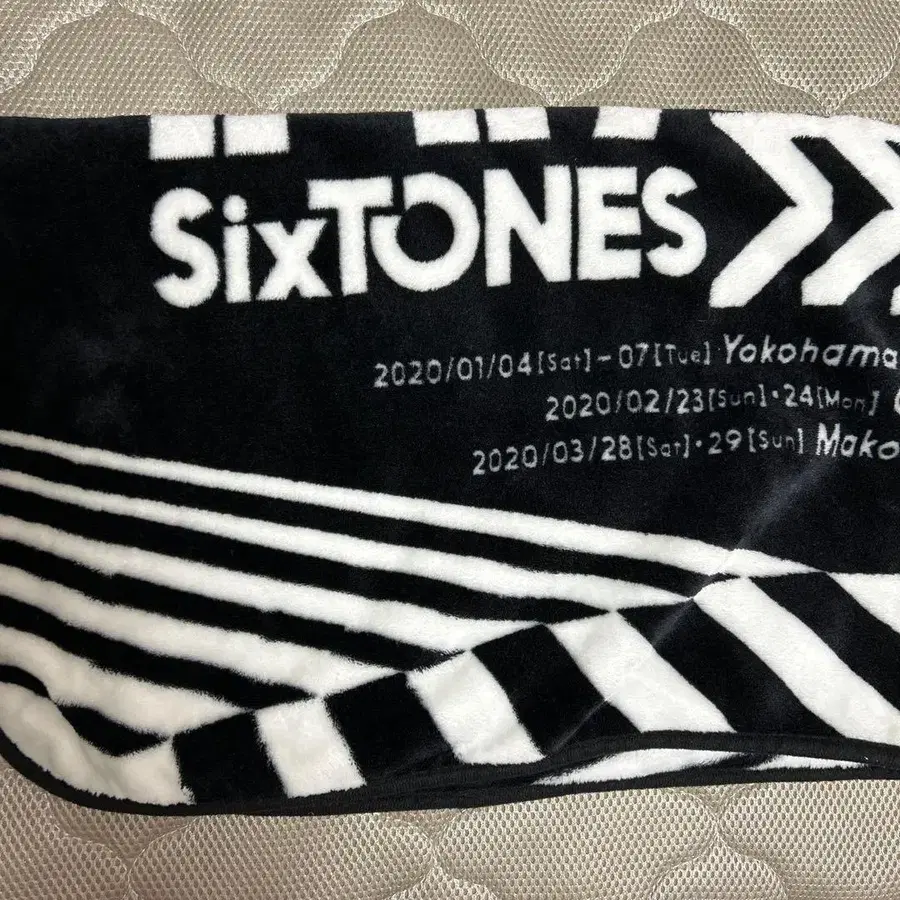 SixTONES
2020/01/04[Sat]-07[Tue] Yokohama
2020/02/23[Sun]・24[Mon]
2020/03/28[Sat]・29[Sun] Mako